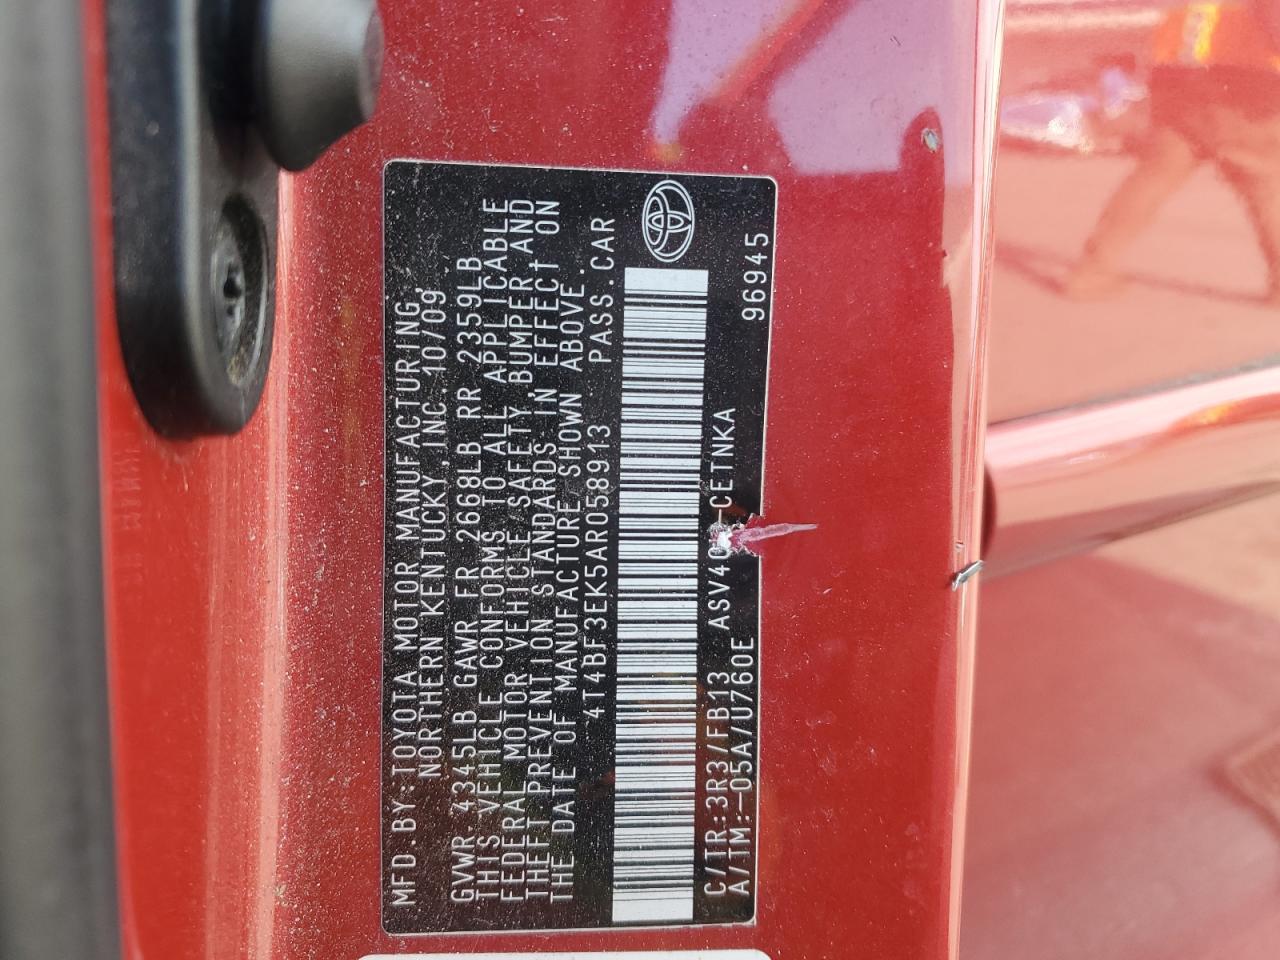 MFD.BY:TOYOTA MOTOR MANUFACTURING,
NORTHERN KENTUCKY,INC. 10/09
GVWR 4345LB GAWR FR 2668LB RR 2359LB
THIS VEHICLE CONFORMS TO ALL APPLICABLE
FEDERAL MOTOR VEHICLE SAFETY,BUMPER,AND
THEFT PREVENTION STANDARDS IN EFFECT ON
THE DATE OF MANUFACTURE SHOWN ABOVE.
4T4BF3EK5AR058913 PASS.CAR
C/TR:3R3/FB13 ASV40 -CETNKA
A/TM:-05A/U760E
96945